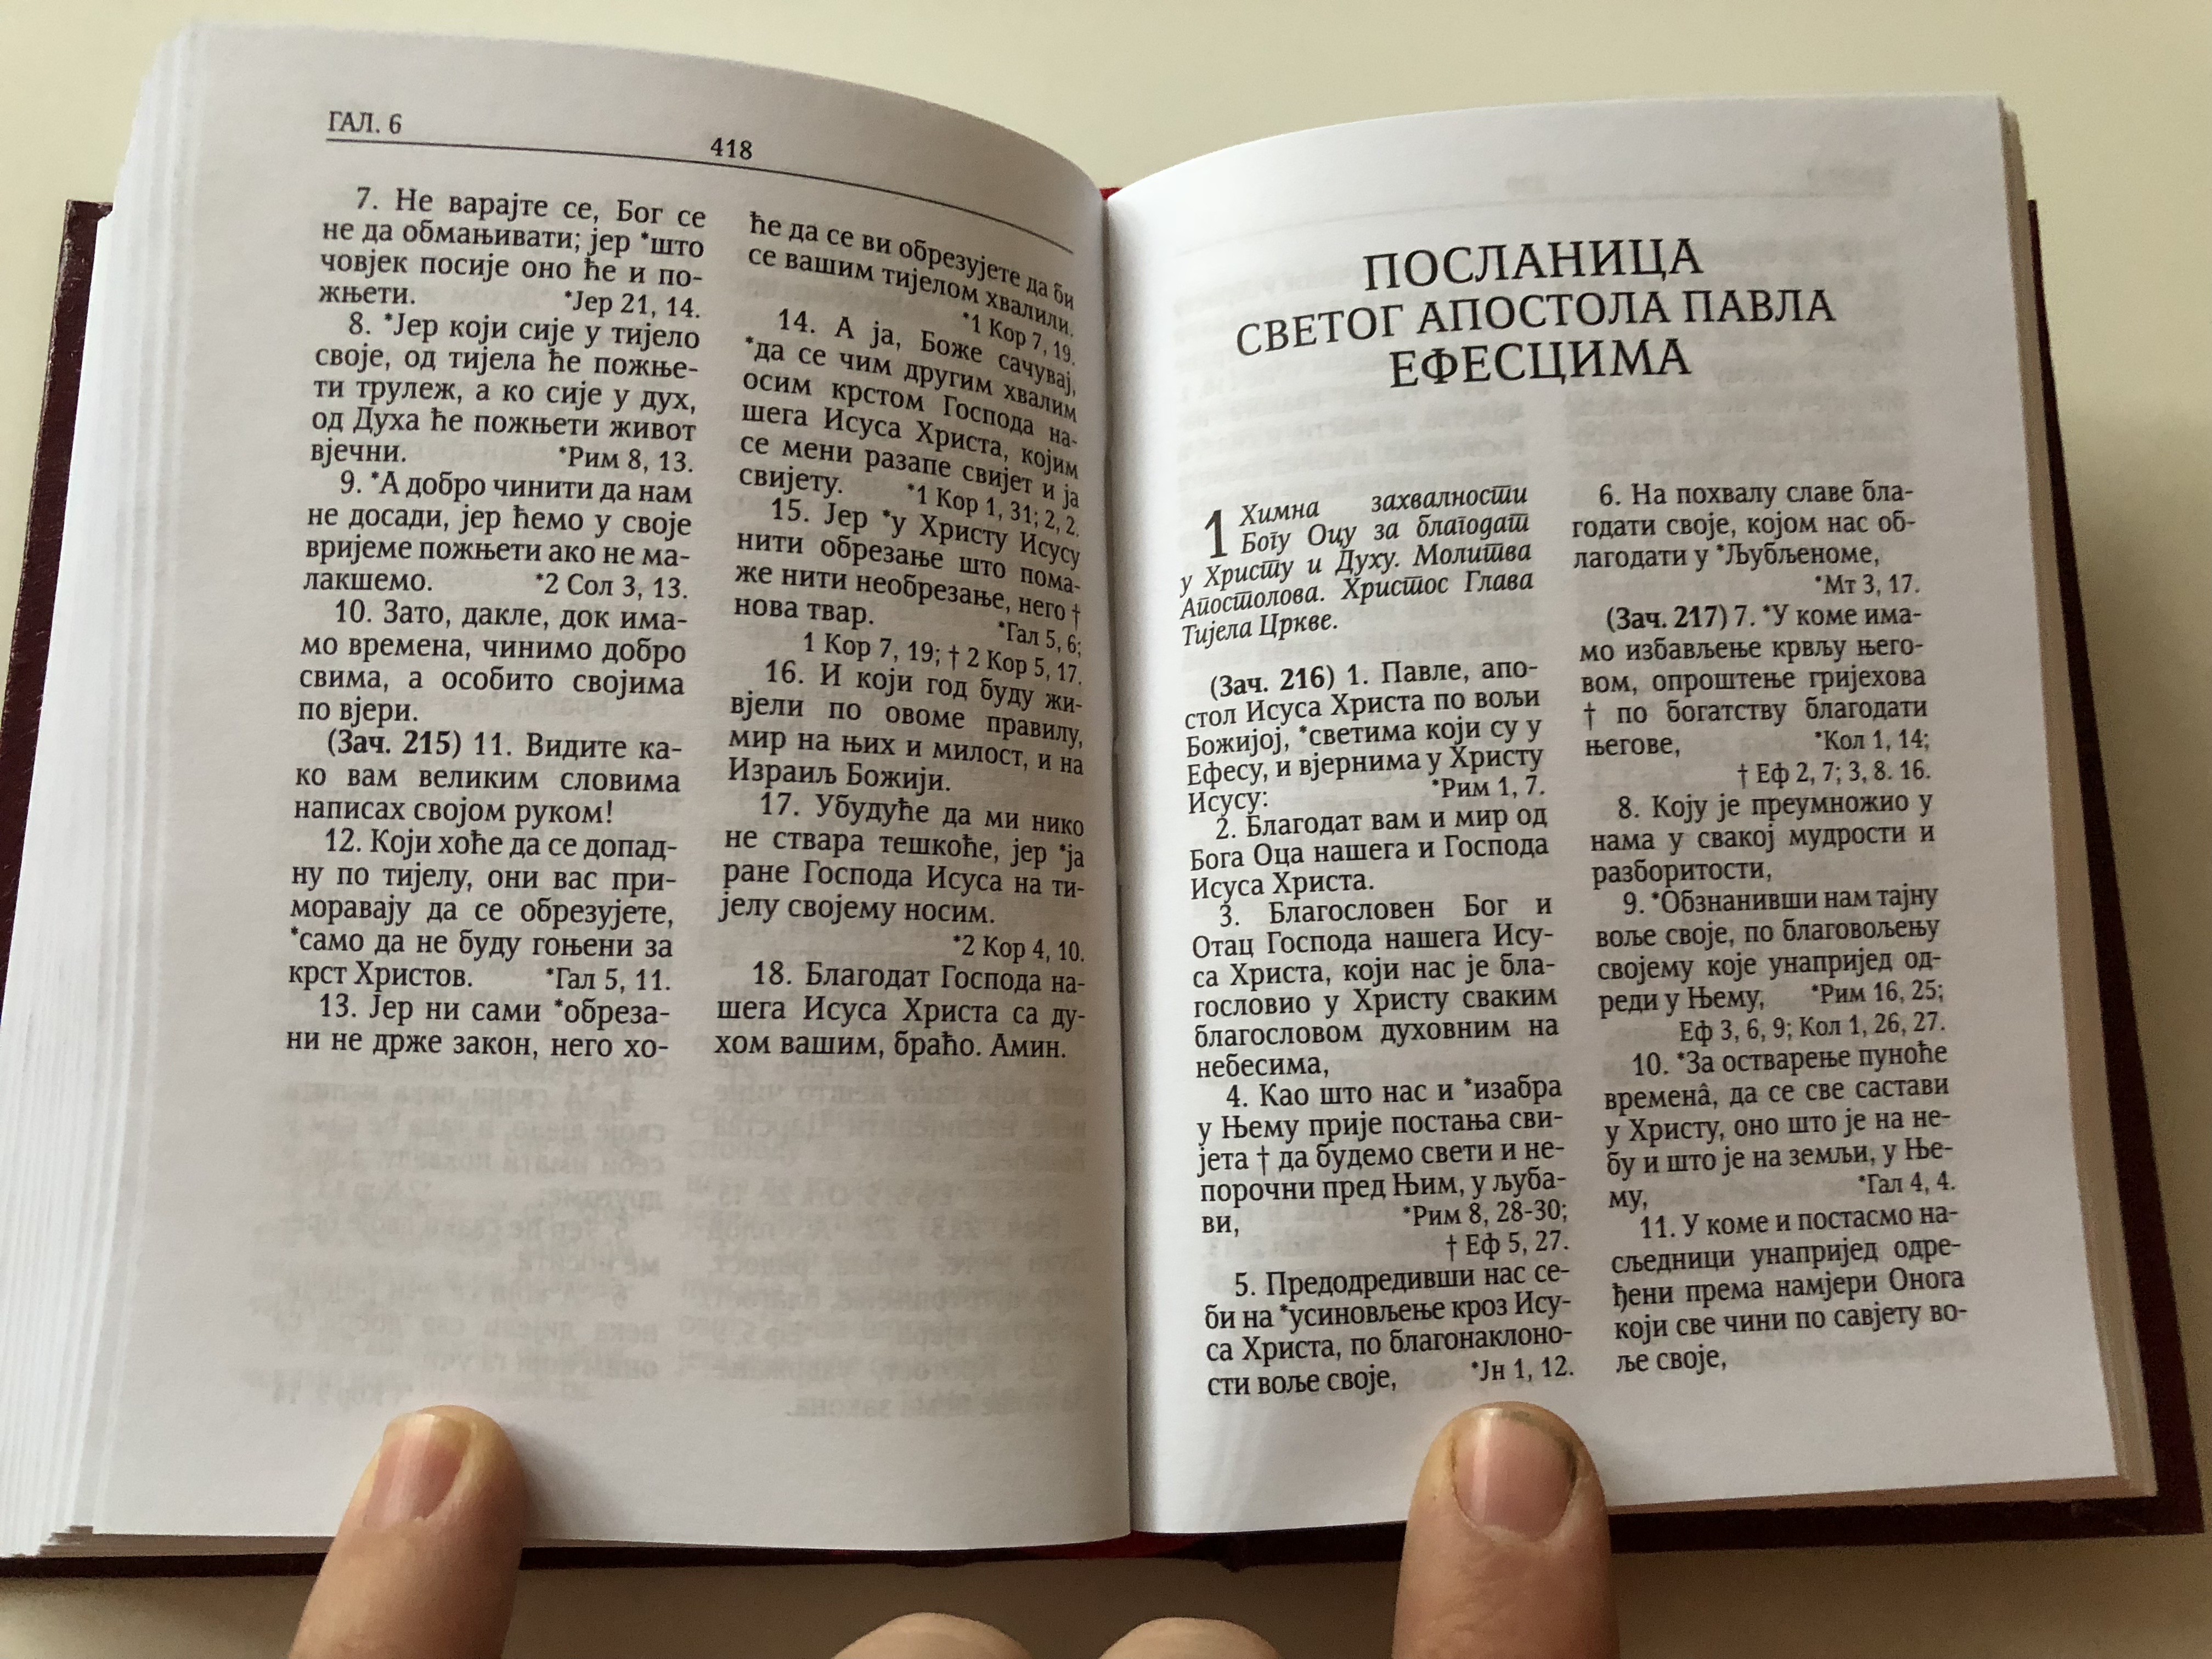 ГАЛ. 6
418
7. Не варајте се, Бог се
не да обмањивати; јер *што
човјек посије оно ће и по-
жњети. *Јер 21, 14.
8. *Јер који сије у тијело
своје, од тијела ће пожње-
ти трулеж, а ко сије у дух,
од Духа ће пожњети живот
вјечни. *Рим 8, 13.
9. *А добро чинити да нам
не досади, јер ћемо у своје
вријеме пожњети ако не ма-
лакшемо. *2 Сол 3, 13.
10. Зато, дакле, док има-
мо времена, чинимо добро
свима, а особито својима
по вјери.
(Зач. 215) 11. Видите ка-
ко вам великим словима
написах својом руком!
12. Који хоће да се допад-
ну по тијелу, они вас при-
моравају да се обрезујете,
*само да не буду гоњени за
крст Христов. *Гал 5, 11.
13. Јер ни сами *обреза-
ни не држе закон, него хо-
ће да се ви обрезујете да би
се вашим тијелом хвалили.
*1 Кор 7, 19.
14. А ја, Боже сачувај,
*да се чим другим хвалим
осим крстом Господа на-
шега Исуса Христа, којим
се мени разапе свијет и ја
свијету. *1 Кор 1, 31; 2, 2.
15. Јер *у Христу Исусу
нити обрезање што пома-
же нити необрезање, него †
нова твар. *Гал 5, 6;
1 Кор 7, 19; † 2 Кор 5, 17.
16. И који год буду жи-
вјели по овоме правилу,
мир на њих и милост, и на
Израиљ Божији.
17. Убудуће да ми нико
не ствара тешкоће, јер *ја
ране Господа Исуса на ти-
јелу својему носим.
*2 Кор 4, 10.
18. Благодат Господа на-
шега Исуса Христа са ду-
хом вашим, браћо. Амин.
ПОСЛАНИЦА
СВЕТОГ АПОСТОЛА ПАВЛА
ЕФЕСЦИМА
1 Химна захвалности
Богу Оцу за благодат
у Христу и Духу. Молитва
Апостолова. Христос Глава
Тијела Цркве.
(Зач. 216) 1. Павле, апо-
стол Исуса Христа по вољи
Божијој, *светима који су у
Ефесу, и вјернима у Христу
Исусу: *Рим 1, 7.
2. Благодат вам и мир од
Бога Оца нашега и Господа
Исуса Христа.
3. Благословен Бог и
Отац Господа нашега Ису-
са Христа, који нас је бла-
гословио у Христу сваким
благословом духовним на
небесима,
4. Као што нас и *изабра
у Њему прије постања сви-
јета † да будемо свети и не-
порочни пред Њим, у љуба-
ви, *Рим 8, 28-30;
† Еф 5, 27.
5. Предодредивши нас се-
би на *усиновљење кроз Ису-
са Христа, по благонаклоно-
сти воље своје, *Јн 1, 12.
6. На похвалу славе бла-
годати своје, којом нас об-
лагодати у *Љубљеноме,
*Мт 3, 17.
(Зач. 217) 7. *У коме има-
мо избављење крвљу њего-
вом, опроштење гријехова
† по богатству благодати
његове, *Кол 1, 14;
† Еф 2, 7; 3, 8. 16.
8. Коју је преумножио у
нама у свакој мудрости и
разборитости,
9. *Обзнанивши нам тајну
воље своје, по благовољењу
својему које унапријед од-
реди у Њему, *Рим 16, 25;
Еф 3, 6, 9; Кол 1, 26, 27.
10. *За остварење пуноће
временâ, да се све састави
у Христу, оно што је на не-
бу и што је на земљи, у Ње-
му, *Гал 4, 4.
11. У коме и постасмо на-
сљедници унапријед одре-
ђени према намјери Онога
који све чини по савјету во-
ље своје,